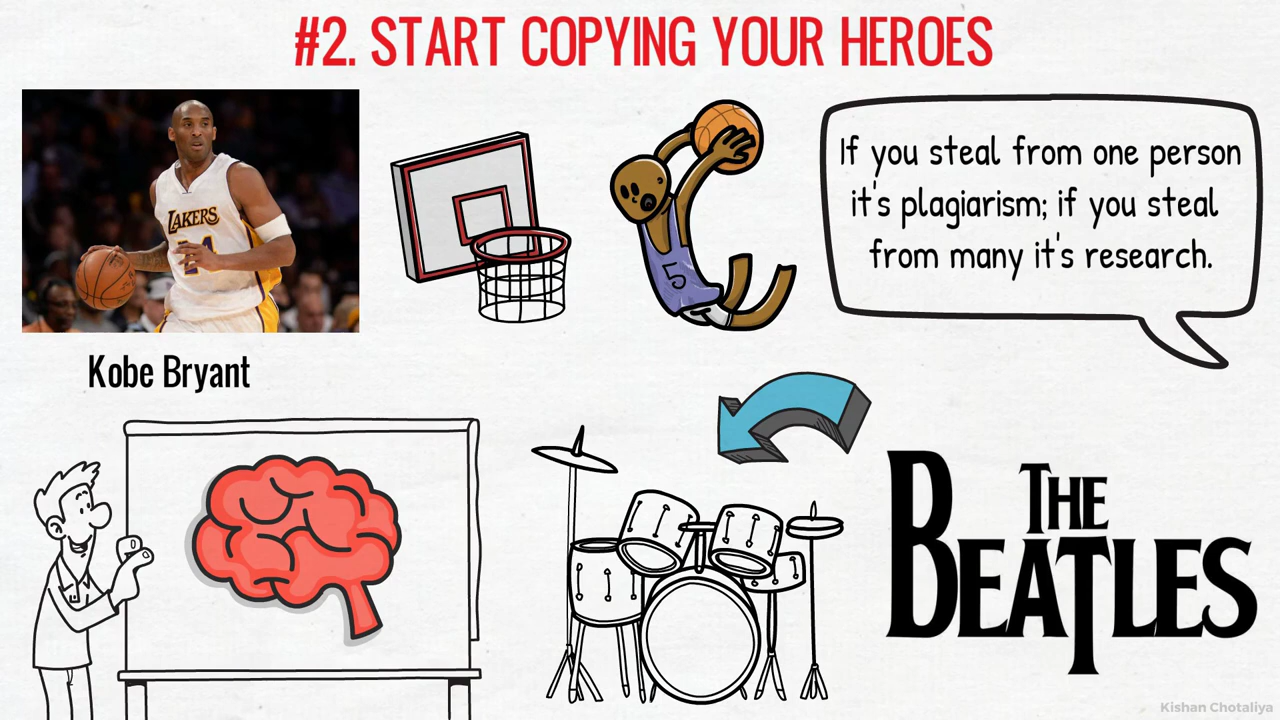 #2. START COPYING YOUR HEROES
LAKERS
24
5
If you steal from one person
it's plagiarism; if you steal
from many it's research.
Kobe Bryant
THE
BEATLES
Kishan Chotaliya